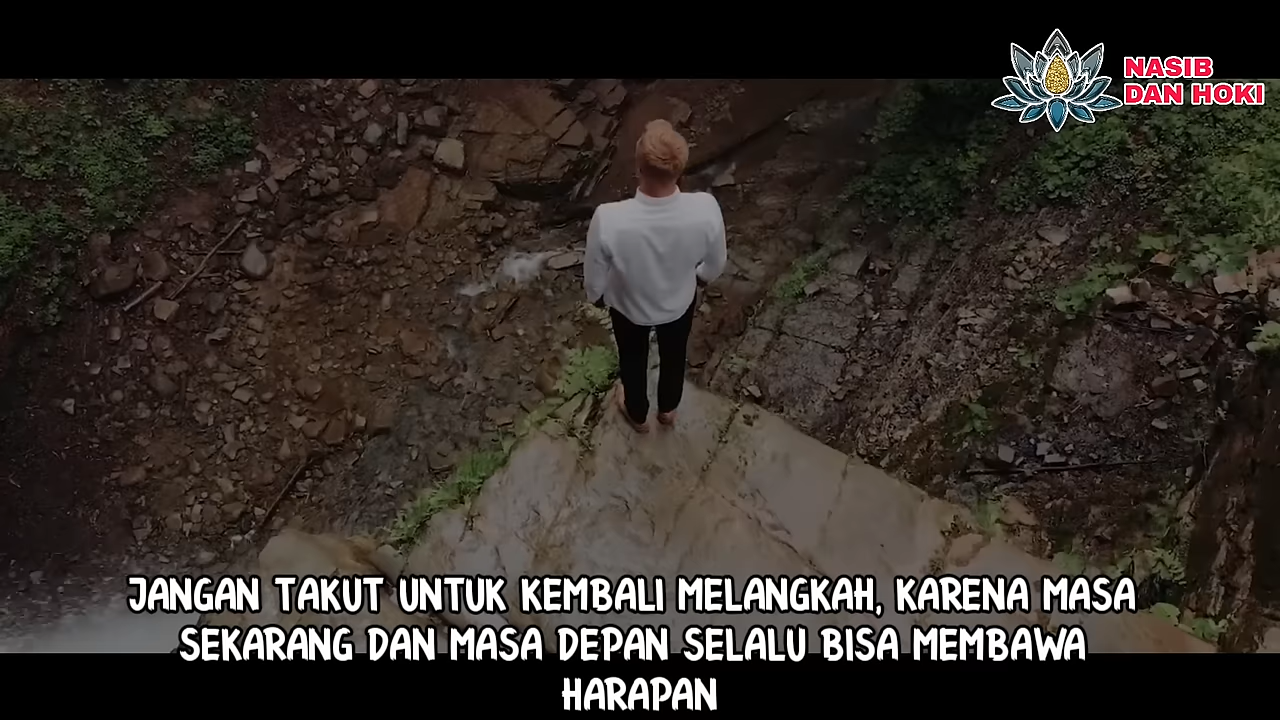 NASIB
DAN HOKI
JANGAN TAKUT UNTUK KEMBALI MELANGKAH, KARENA MASA
SEKARANG DAN MASA DEPAN SELALU BISA MEMBAWA
HARAPAN